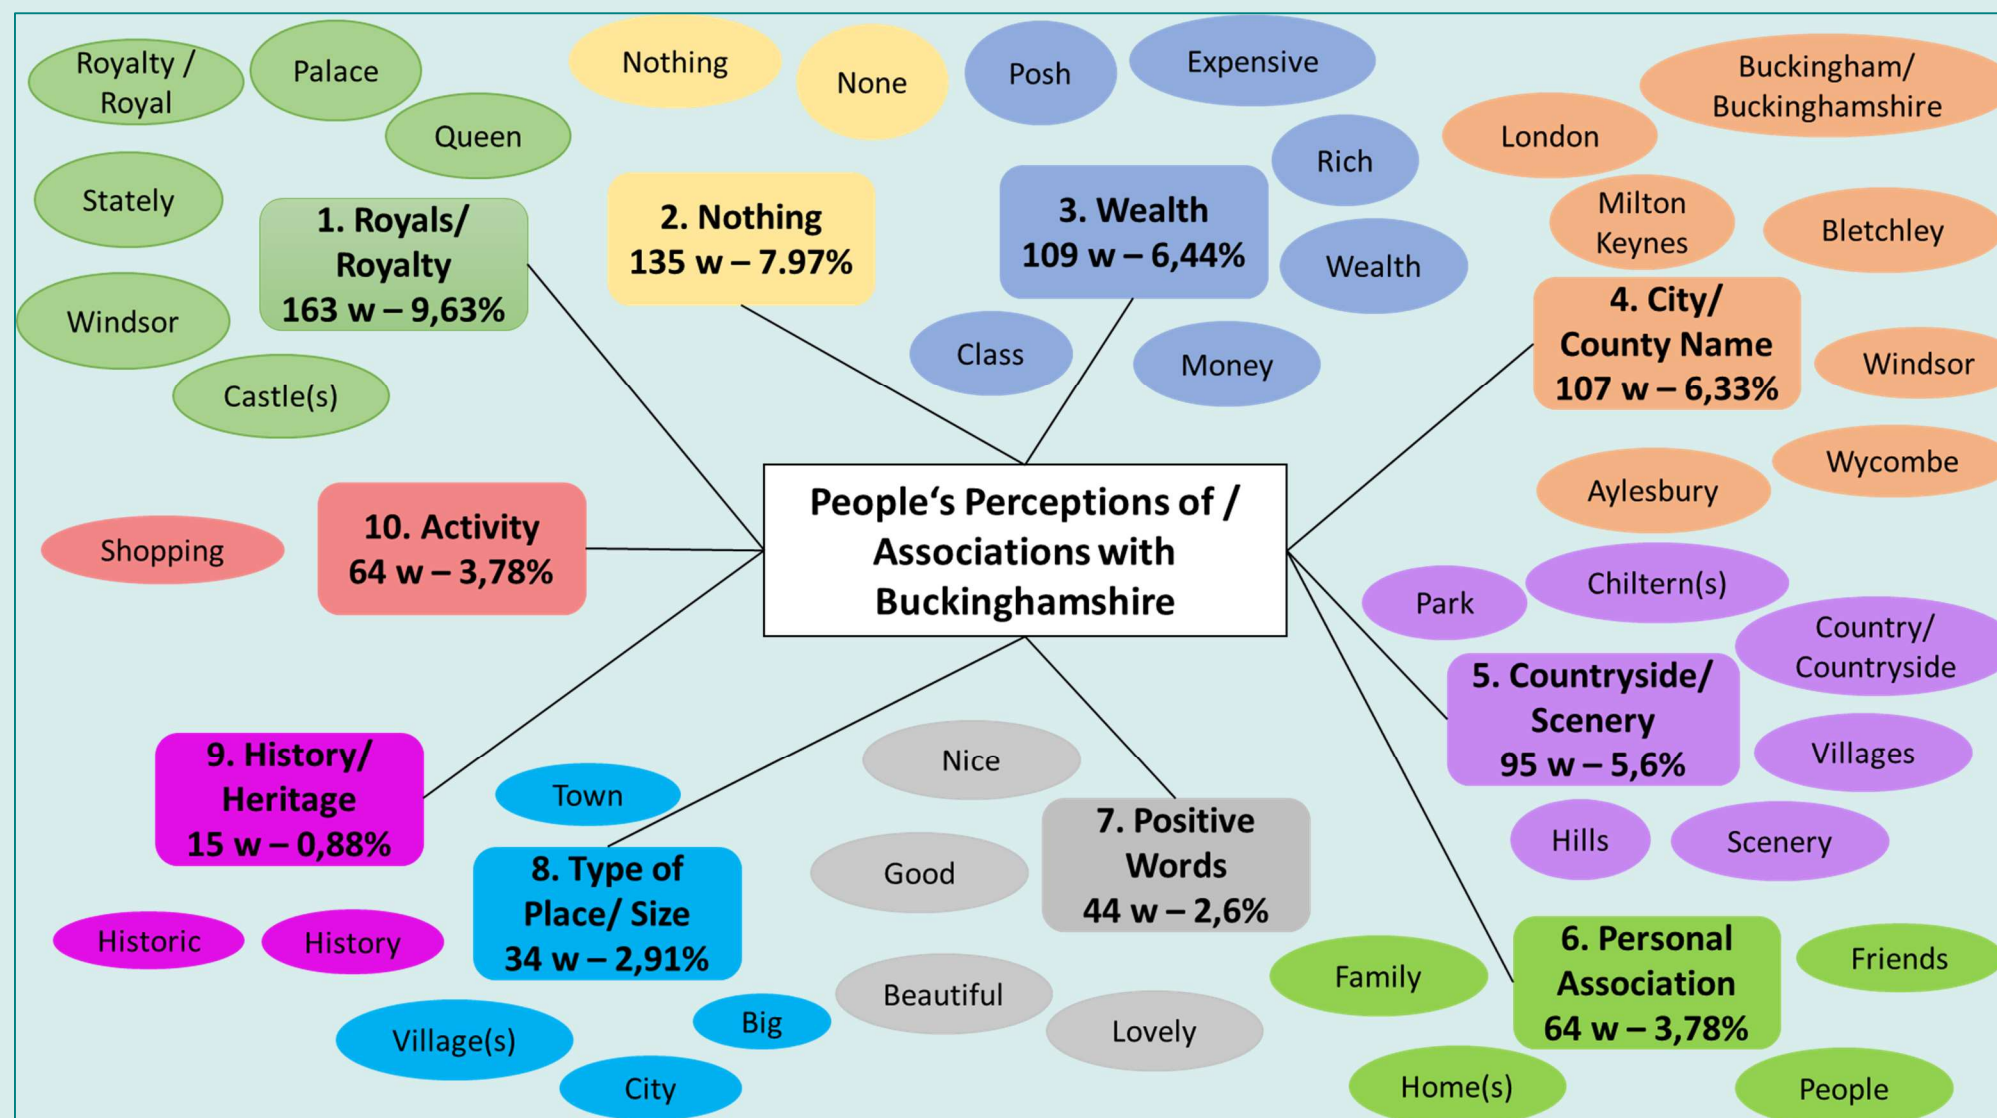 Royalty /
Royal
Palace
Queen
Stately
Windsor
Castle(s)
1. Royals/
Royalty
163 w – 9,63%
Nothing
None
2. Nothing
135 w – 7.97%
Posh
Expensive
Rich
Wealth
Money
Class
3. Wealth
109 w – 6,44%
Buckingham/
Buckinghamshire
London
Milton
Keynes
Bletchley
4. City/
County Name
107 w – 6,33%
Windsor
Wycombe
Aylesbury
People‘s Perceptions of /
Associations with
Buckinghamshire
10. Activity
64 w – 3,78%
Shopping
Park
Chiltern(s)
Country/
Countryside
5. Countryside/
Scenery
95 w – 5,6%
Villages
Hills
Scenery
9. History/
Heritage
15 w – 0,88%
Historic
History
Town
8. Type of
Place/ Size
34 w – 2,91%
Village(s)
City
Big
Nice
Good
Beautiful
Lovely
7. Positive
Words
44 w – 2,6%
6. Personal
Association
64 w – 3,78%
Family
Friends
Home(s)
People